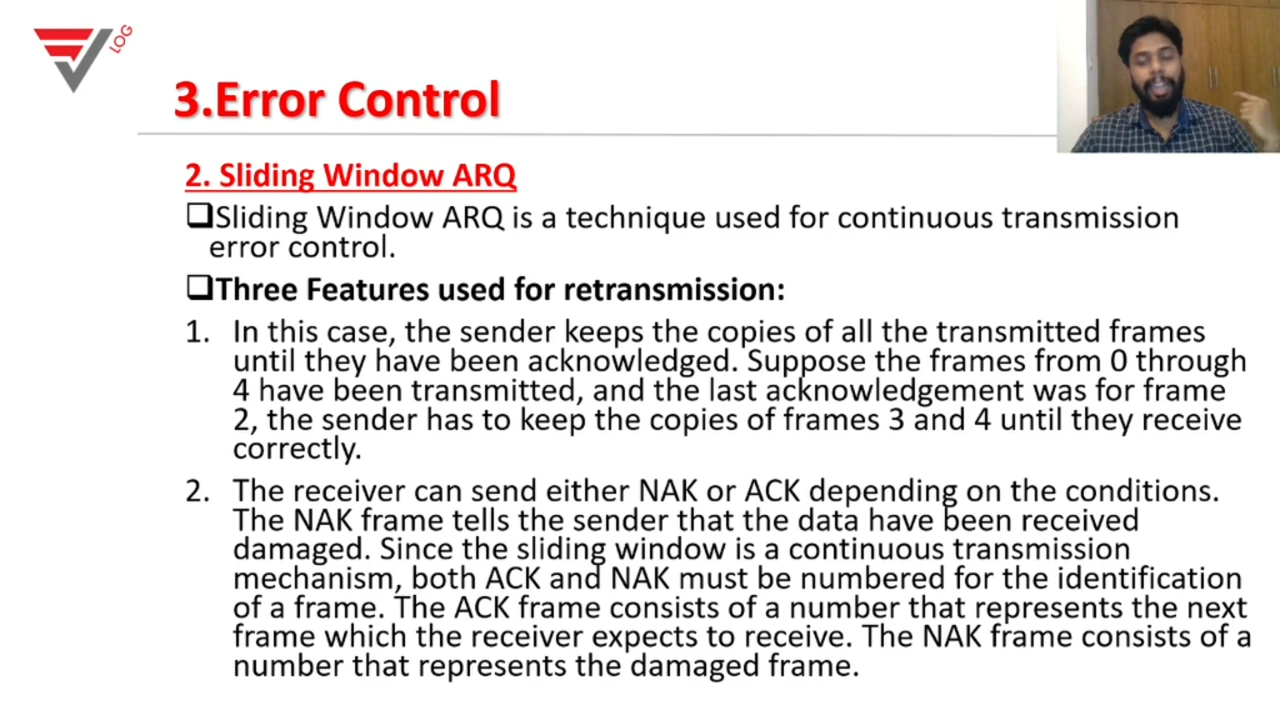 LOG
3.Error Control
2. Sliding Window ARQ
Sliding Window ARQ is a technique used for continuous transmission
error control.
Three Features used for retransmission:
1. In this case, the sender keeps the copies of all the transmitted frames
until they have been acknowledged. Suppose the frames from 0 through
4 have been transmitted, and the last acknowledgement was for frame
2, the sender has to keep the copies of frames 3 and 4 until they receive
correctly.
2. The receiver can send either NAK or ACK depending on the conditions.
The NAK frame tells the sender that the data have been received
damaged. Since the sliding window is a continuous transmission
mechanism, both ACK and NAK must be numbered for the identification
of a frame. The ACK frame consists of a number that represents the next
frame which the receiver expects to receive. The NAK frame consists of a
number that represents the damaged frame.